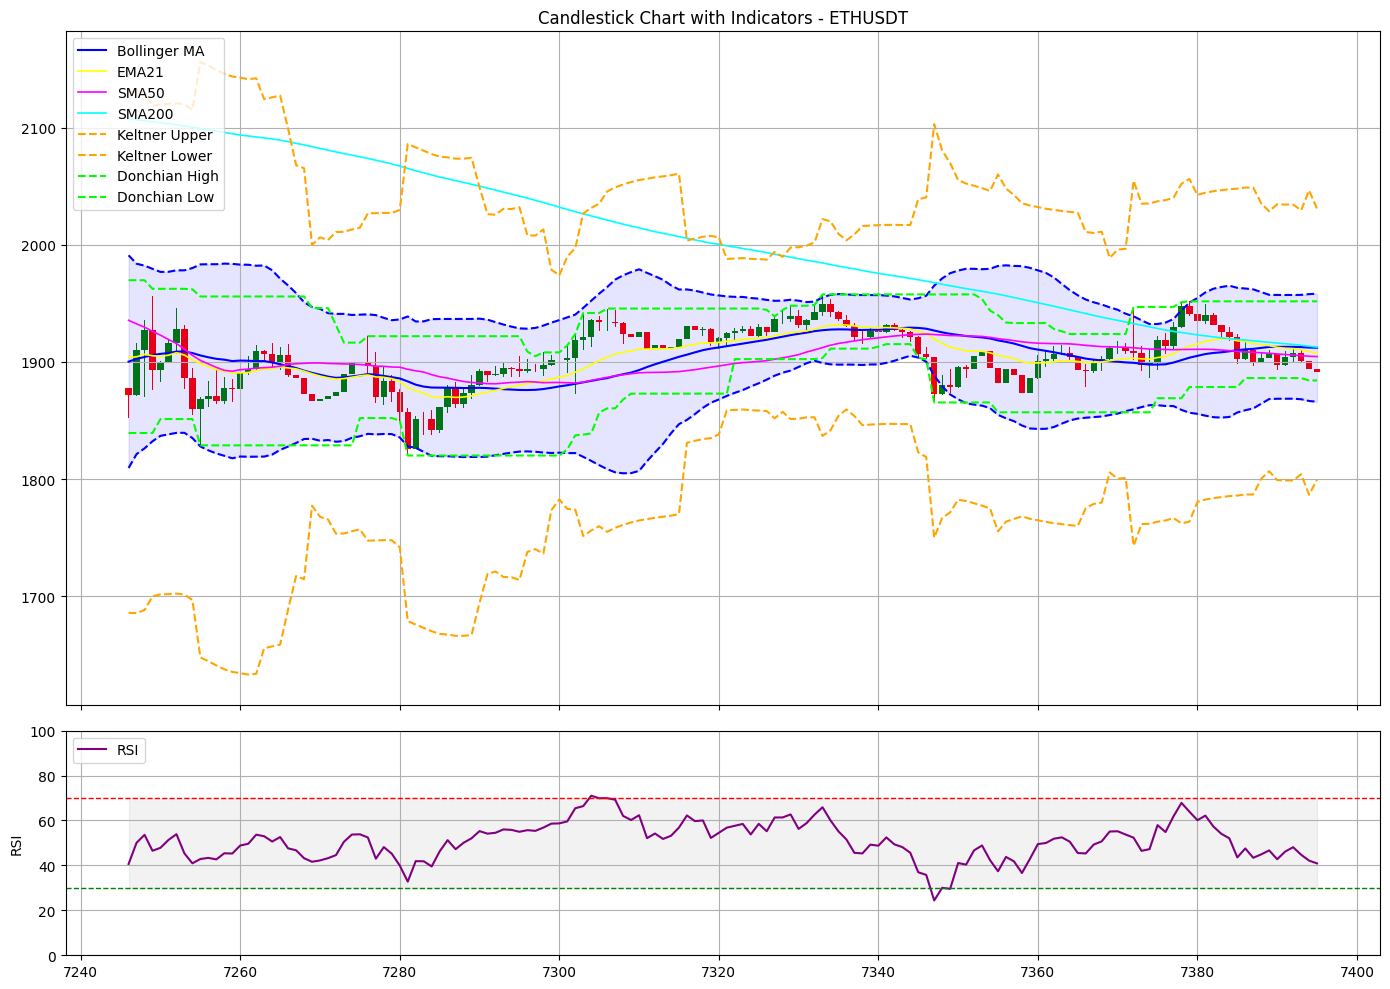 Candlestick Chart with Indicators - ETHUSDT
Bollinger MA
EMA21
SMA50
SMA200
Keltner Upper
Keltner Lower
Donchian High
Donchian Low
2100
2000
1900
1800
1700
RSI
100
80
60
40
20
0
RSI
7240 7260 7280 7300 7320 7340 7360 7380 7400